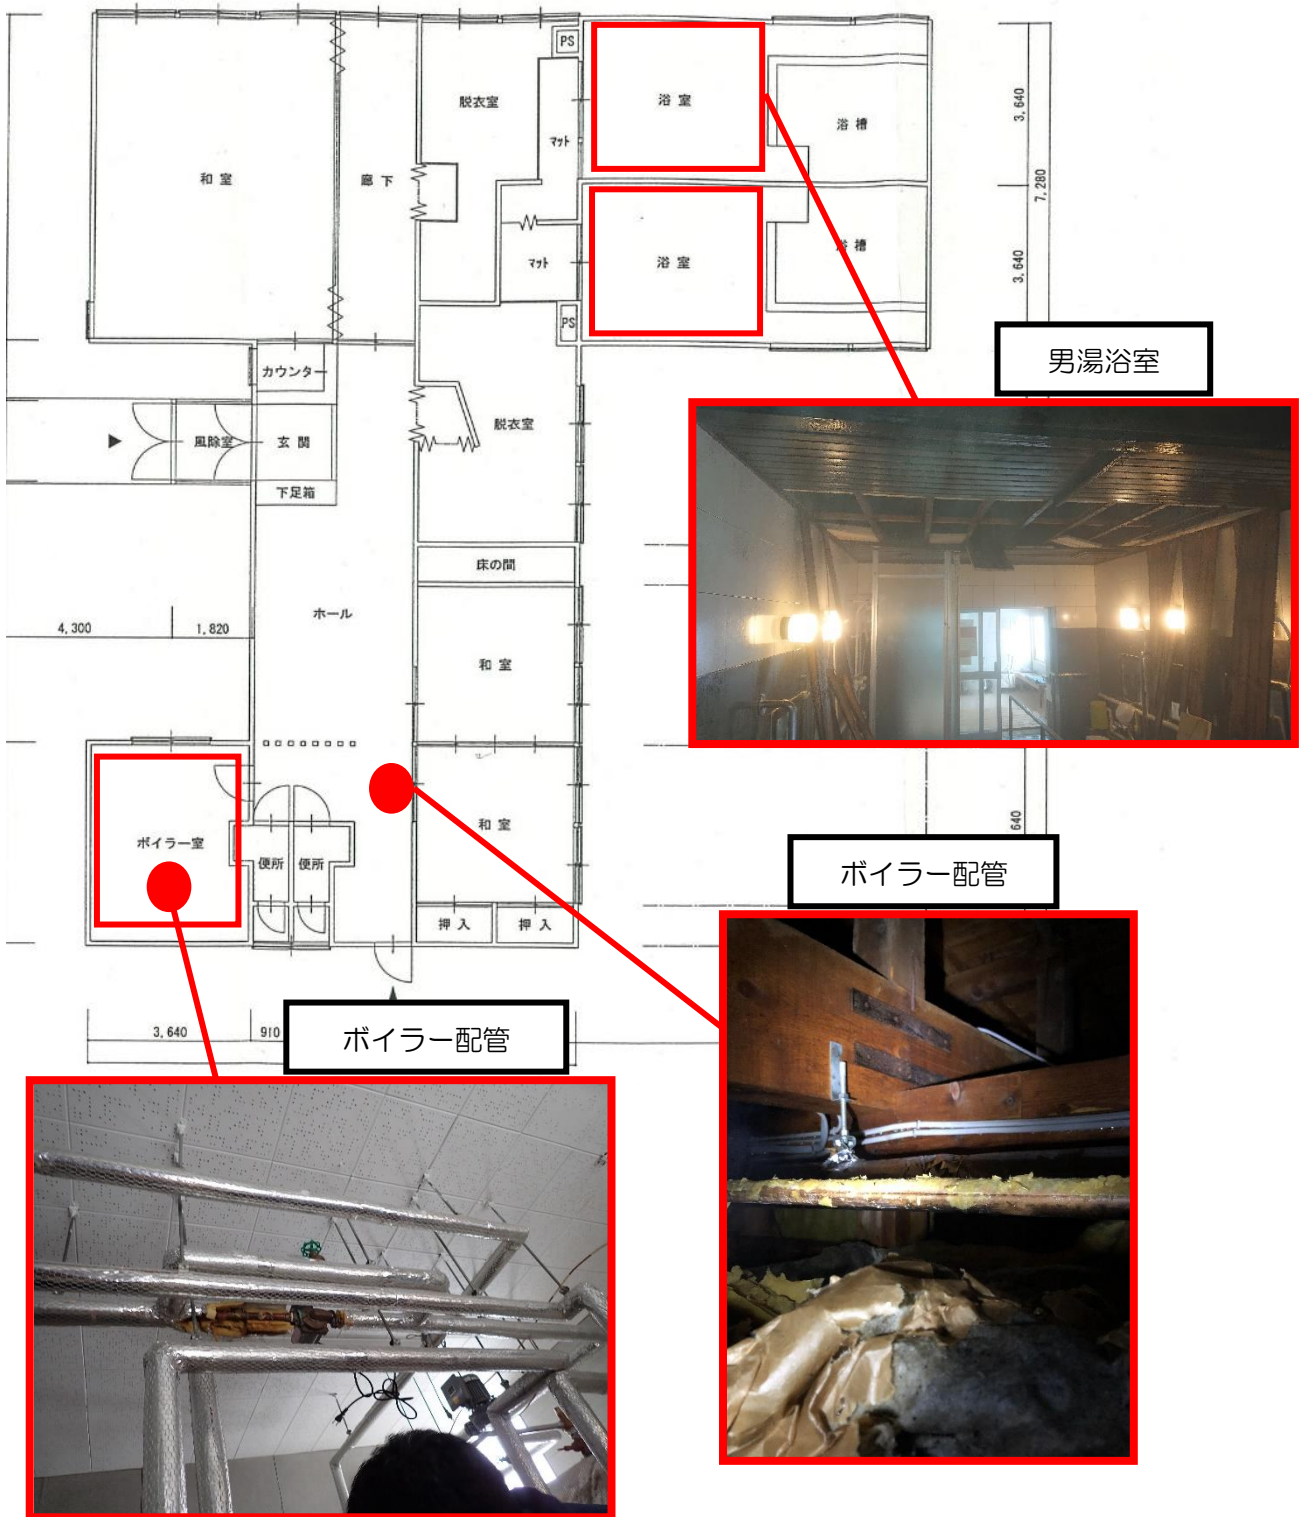 PS
脱衣室
浴 室
浴 槽
3,640
マット
和 室
廊 下
7,280
マット
浴 室
浴 槽
3,640
PS
男湯浴室
カウンター
風除室
玄 関
脱衣室
下足箱
床の間
ホール
4,300
1,820
和 室
ボイラー室
便所
便所
和 室
640
ボイラー配管
押 入
押 入
3,640
910
ボイラー配管